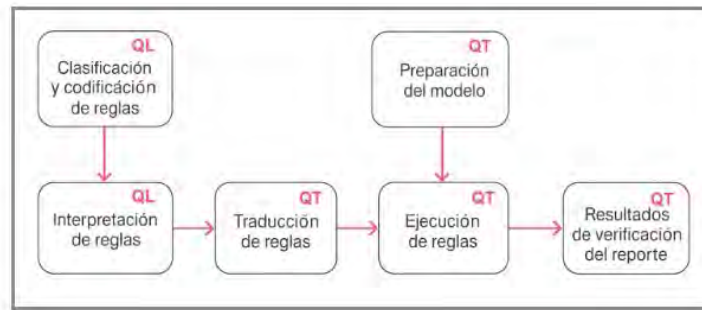 QL
Clasificación
y codificáción
de reglas
QT
Preparación
del modelo
QL
Interpretación
de reglas
QT
Traducción
de reglas
QT
Ejecución
de reglas
QT
Resultados
de verificación
del reporte